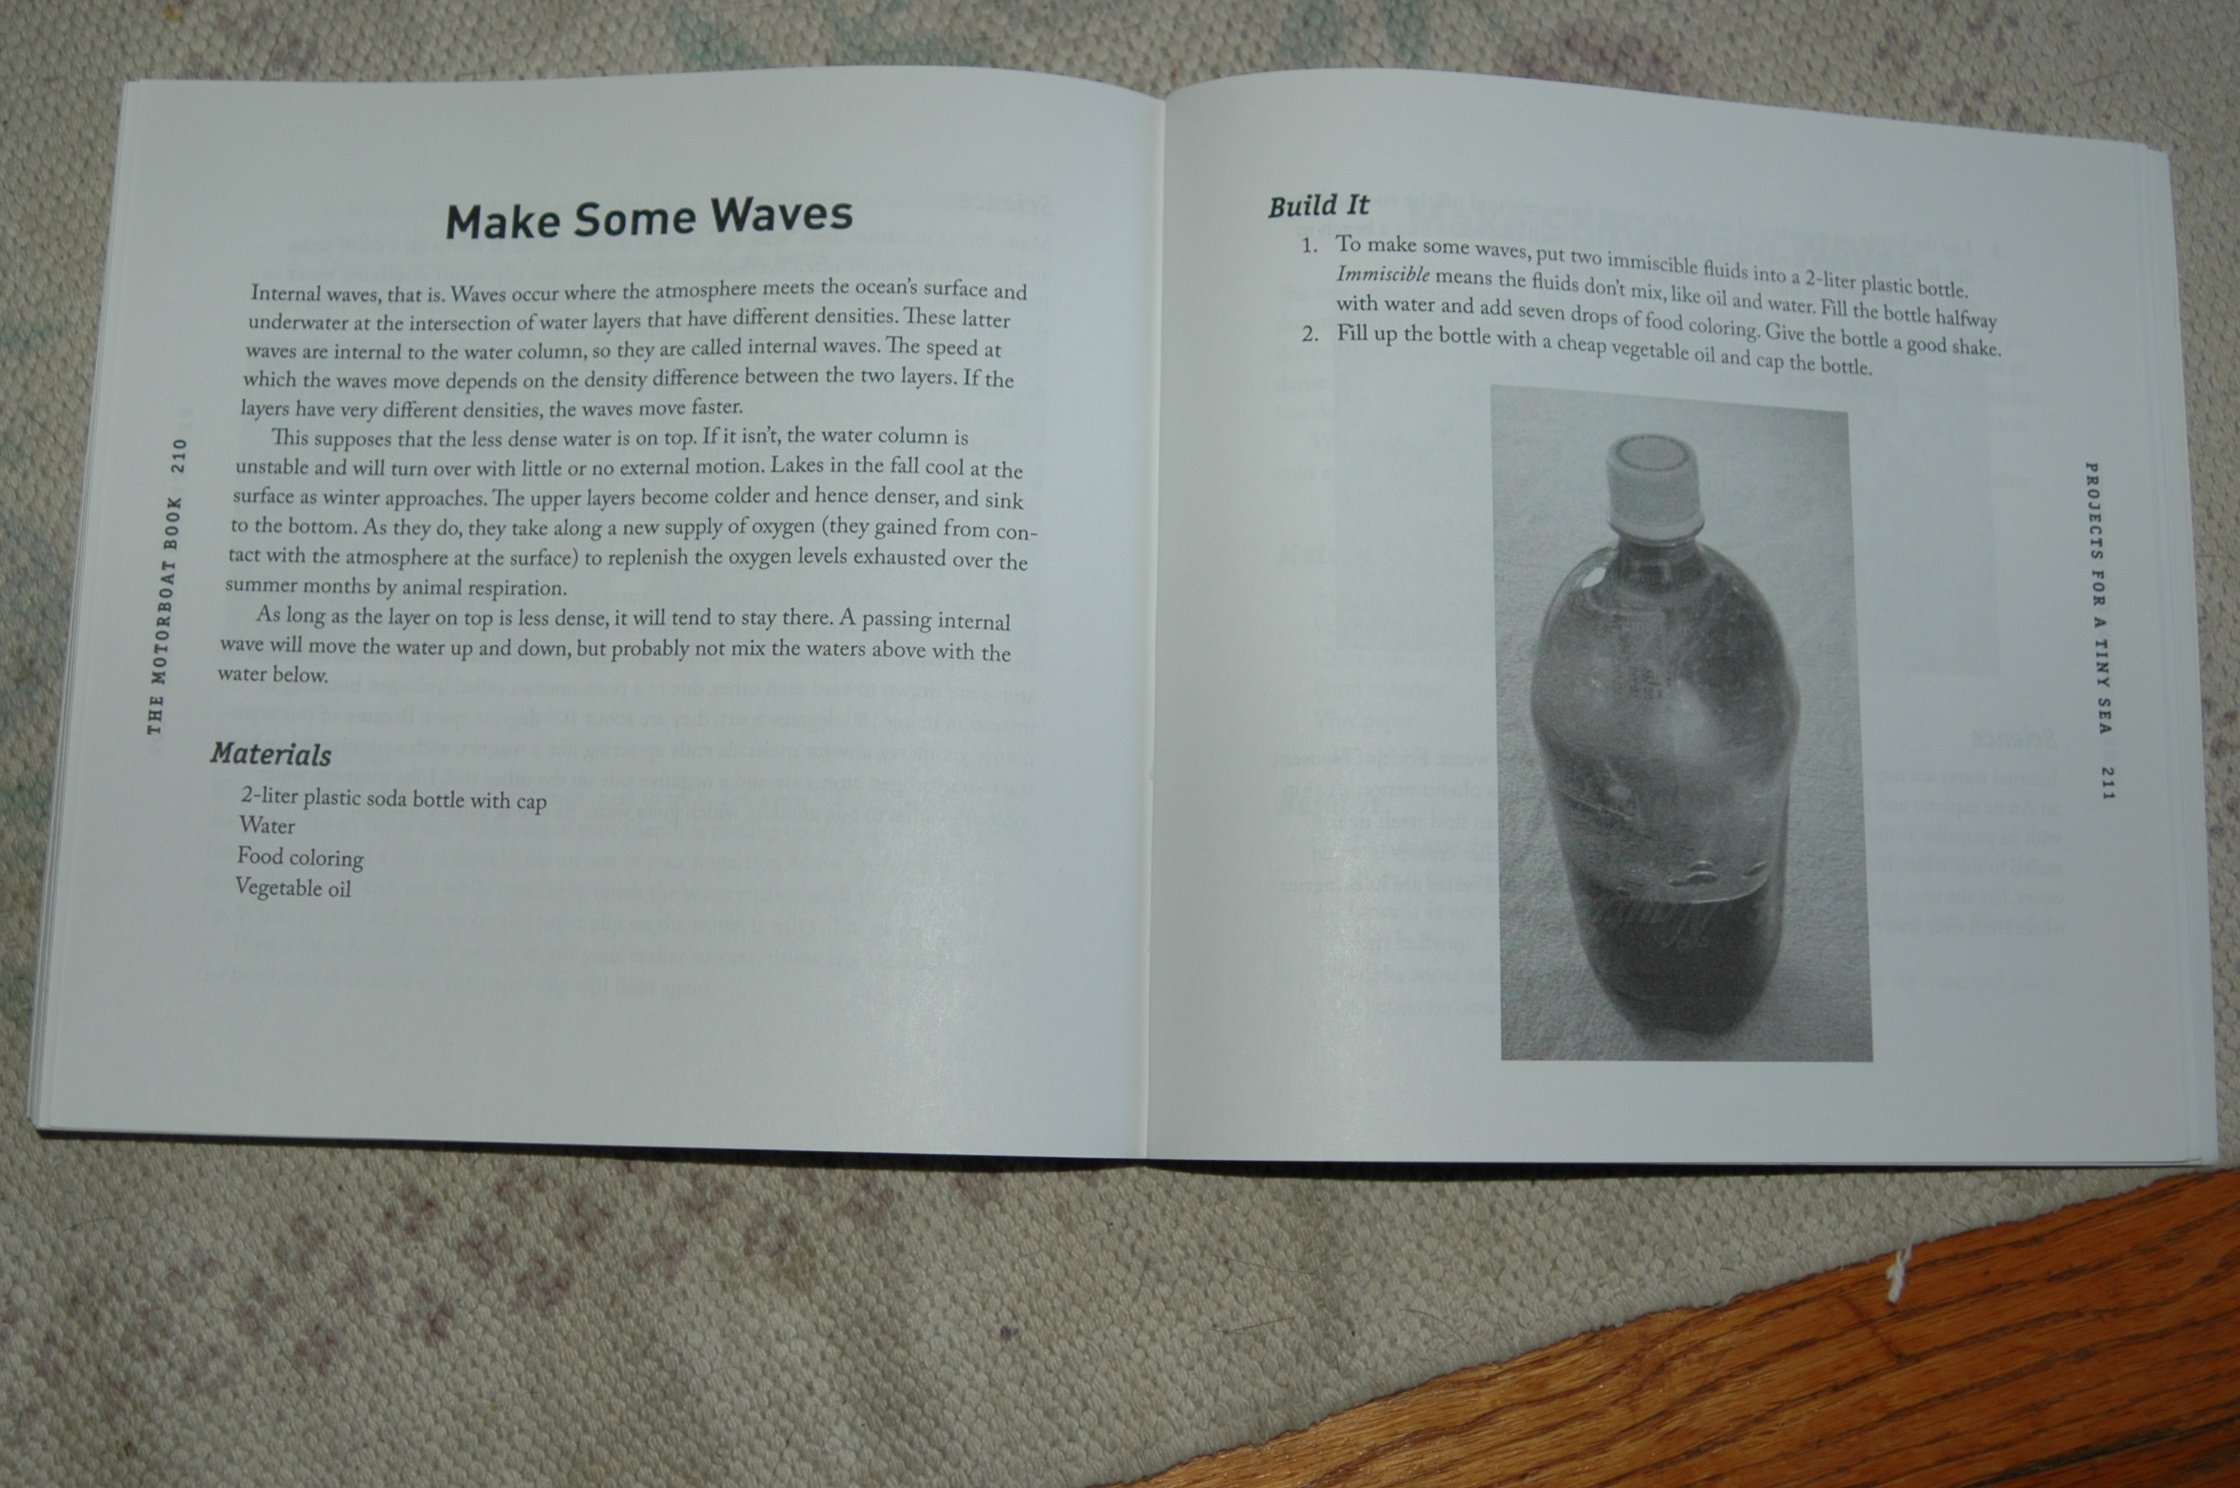 Make Some Waves
Internal waves, that is. Waves occur where the atmosphere meets the ocean's surface and
underwater at the intersection of water layers that have different densities. These latter
waves are internal to the water column, so they are called internal waves. The speed at
which the waves move depends on the density difference between the two layers. If the
layers have very different densities, the waves move faster.
This supposes that the less dense water is on top. If it isn't, the water column is
unstable and will turn over with little or no external motion. Lakes in the fall cool at the
surface as winter approaches. The upper layers become colder and hence denser, and sink
to the bottom. As they do, they take along a new supply of oxygen (they gained from con-
tact with the atmosphere at the surface) to replenish the oxygen levels exhausted over the
summer months by animal respiration.
As long as the layer on top is less dense, it will tend to stay there. A passing internal
wave will move the water up and down, but probably not mix the waters above with the
water below.
Materials
2-liter plastic soda bottle with cap
Water
Food coloring
Vegetable oil
THE MOTORBOAT BOOK 210
Build It
1. To make some waves, put two immiscible fluids into a 2-liter plastic bottle.
Immiscible means the fluids don't mix, like oil and water. Fill the bottle halfway
with water and add seven drops of food coloring. Give the bottle a good shake.
2. Fill up the bottle with a cheap vegetable oil and cap the bottle.
PROJECTS FOR A TINY SEA 211